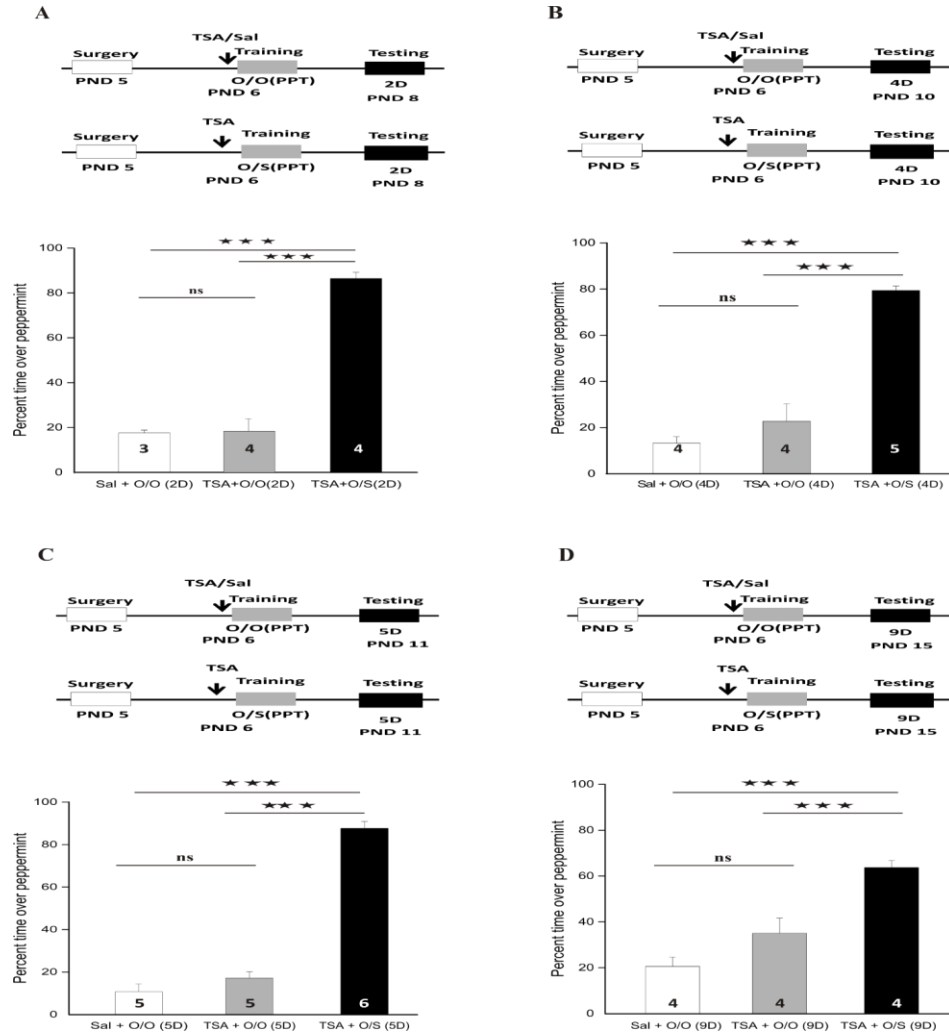 A
TSA/Sal
Surgery Training Testing
PND 5 O/O(PPT) 2D
PND 6 PND 8
TSA
Surgery Training Testing
PND 5 O/S(PPT) 2D
PND 6 PND 8
★ ★ ★
★★★
ns
Percent time over peppermint
100
80
60
40
20
0
3 4 4
Sal + O/O (2D) TSA+O/O(2D) TSA+O/S(2D)
B
TSA/Sal
Surgery Training Testing
PND 5 O/O(PPT) 4D
PND 6 PND 10
TSA
Surgery Training Testing
PND 5 O/S(PPT) 4D
PND 6 PND 10
★ ★ ★
★ ★ ★
ns
Percent time over peppermint
100
80
60
40
20
0
4 4 5
Sal + O/O (4D) TSA +O/O (4D) TSA +O/S (4D)
C
TSA/Sal
Surgery Training Testing
PND 5 O/O(PPT) 5D
PND 6 PND 11
TSA
Surgery Training Testing
PND 5 O/S(PPT) 5D
PND 6 PND 11
★ ★ ★
★★ ★
ns
Percent time over peppermint
100
80
60
40
20
0
5 5 6
Sal + O/O (5D) TSA + O/O (5D) TSA + O/S (5D)
D
TSA/Sal
Surgery Training Testing
PND 5 O/O(PPT) 9D
PND 6 PND 15
TSA
Surgery Training Testing
PND 5 O/S(PPT) 9D
PND 6 PND 15
★ ★ ★
★ ★ ★
ns
Percent time over peppermint
100
80
60
40
20
0
4 4 4
Sal + O/O (9D) TSA + O/O (9D) TSA + O/S (9D)